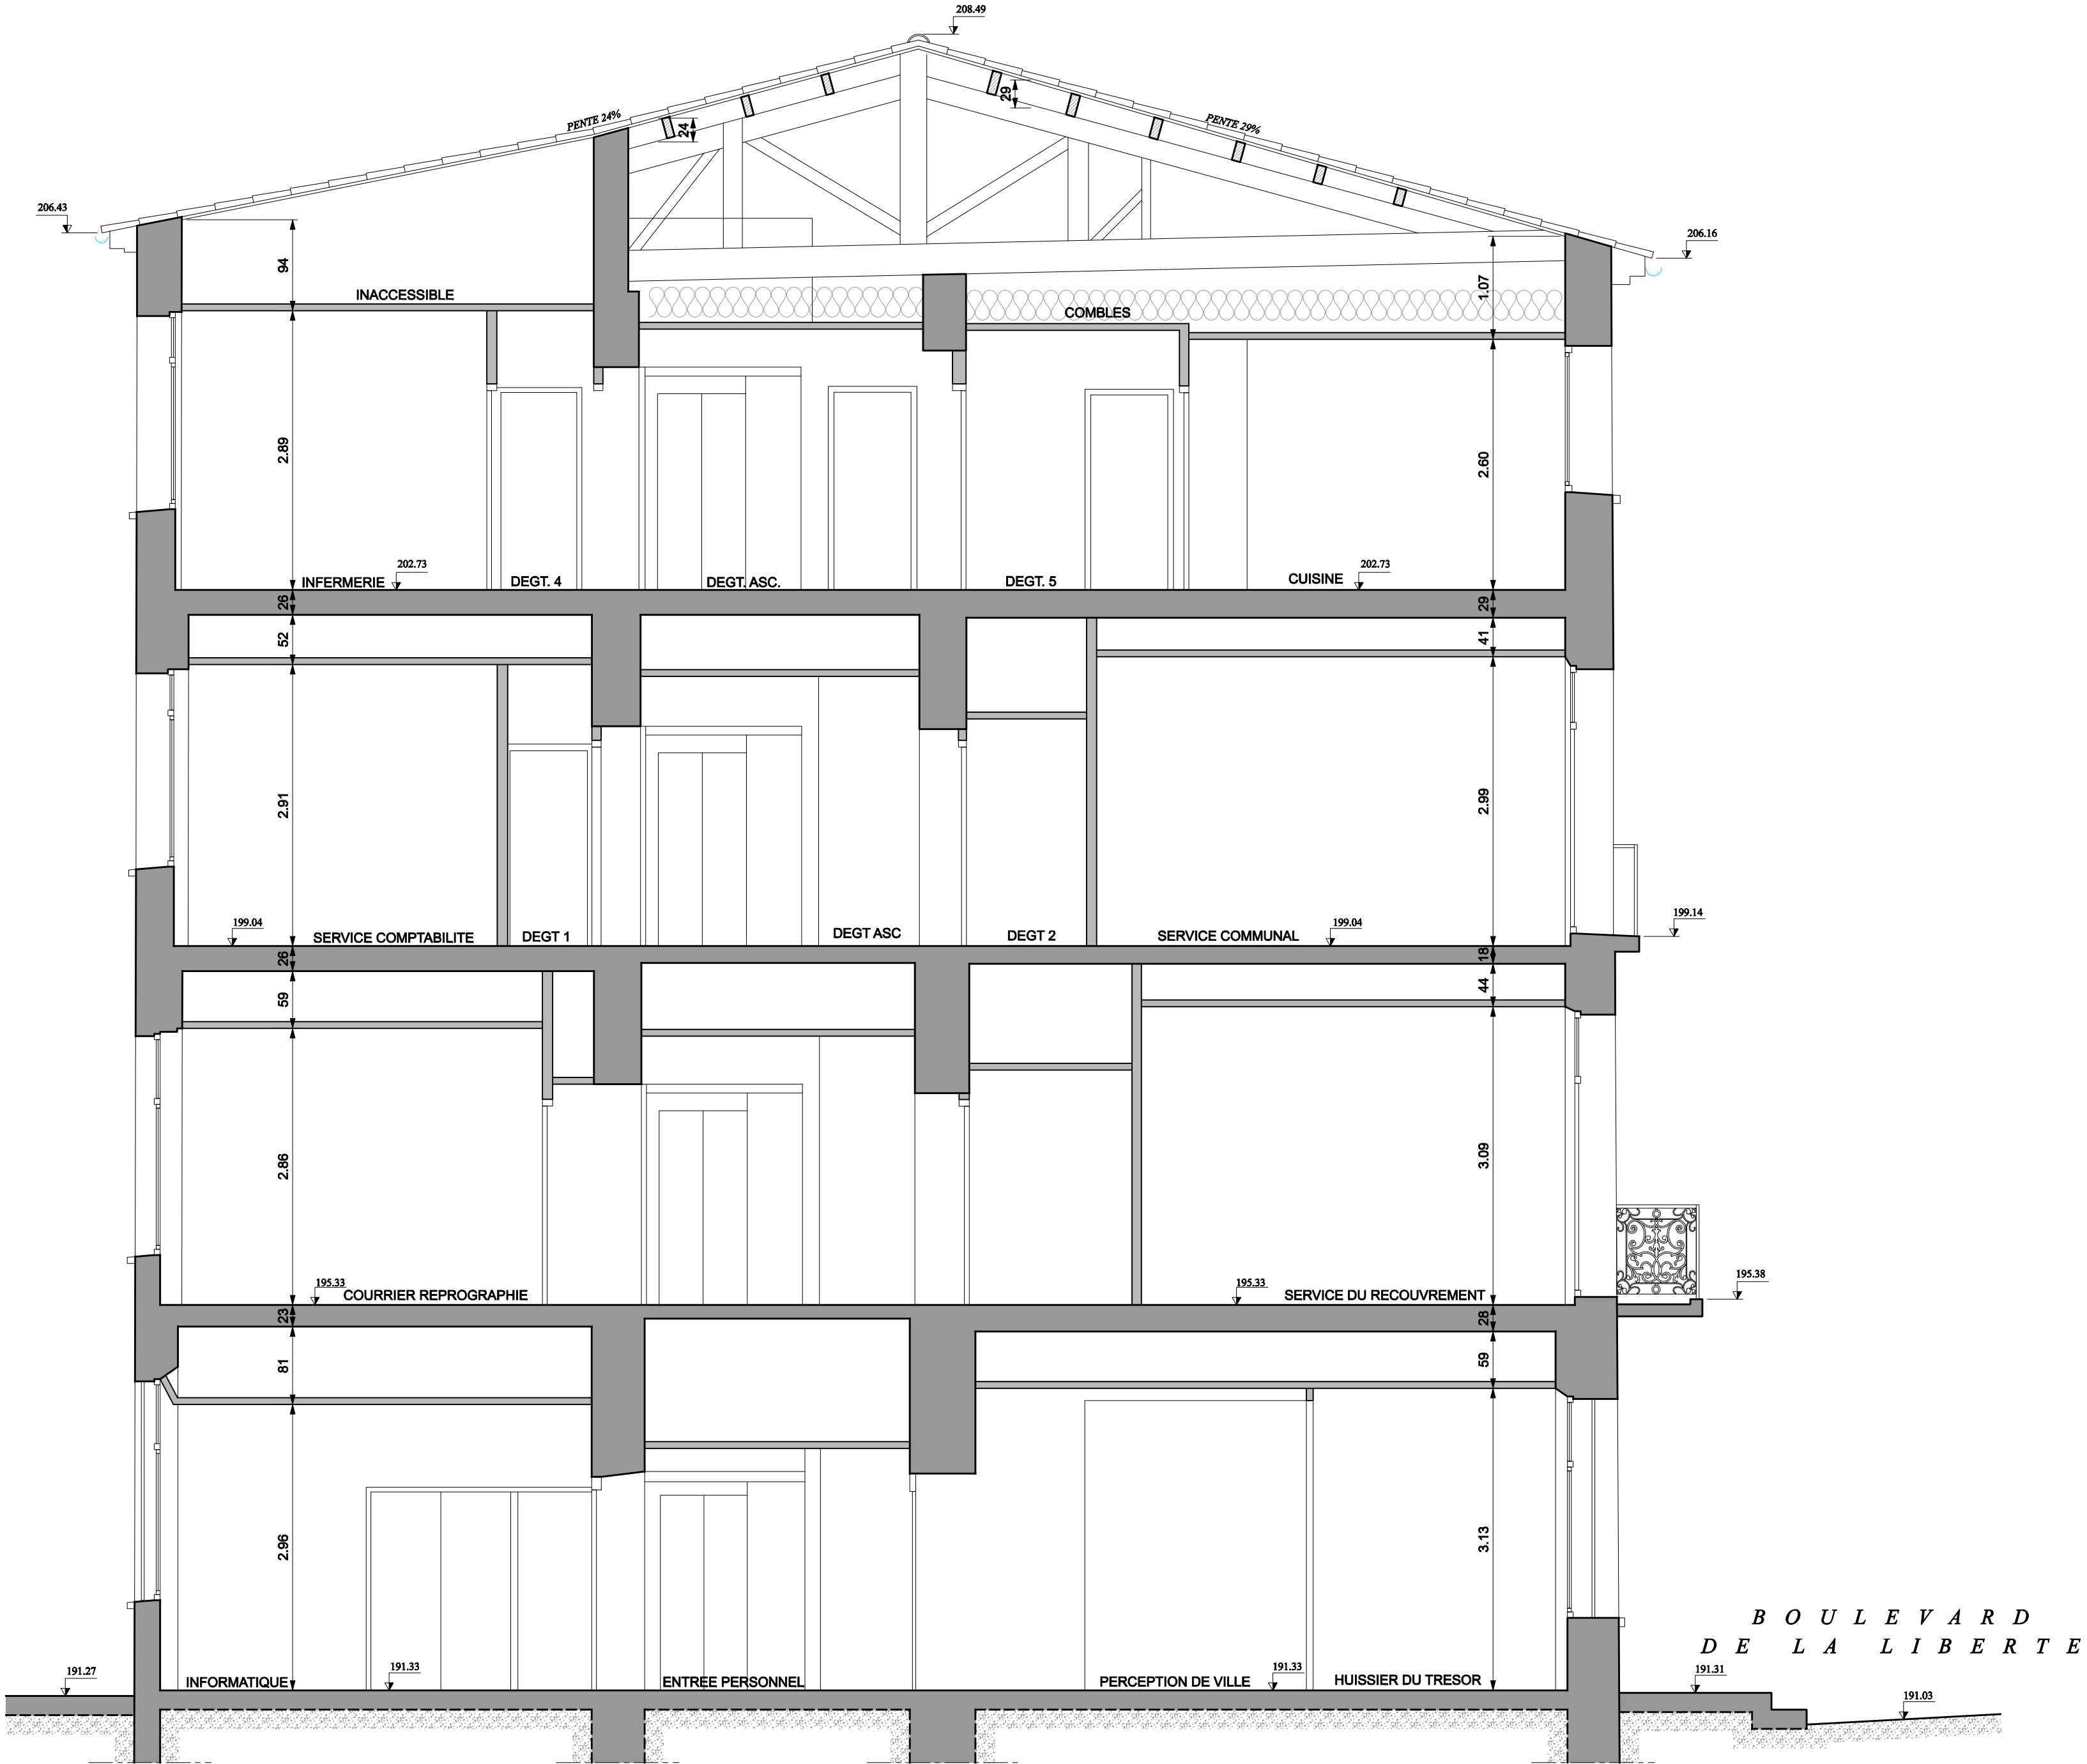 208.49
29
PENTE 24%
24
PENTE 29%
206.43
206.16
94
1.07
INACCESSIBLE
COMBLES
2.89
2.60
202.73
202.73
INFERMERIE
DEGT. 4
DEGT. ASC.
DEGT. 5
CUISINE
26
29
52
41
2.91
2.99
199.04
199.04
199.14
SERVICE COMPTABILITE
DEGT 1
DEGT ASC
DEGT 2
SERVICE COMMUNAL
26
18
59
44
2.86
3.09
195.33
195.33
195.38
COURRIER REPROGRAPHIE
SERVICE DU RECOUVREMENT
23
28
81
59
2.96
3.13
BOULEVARD
DE LA LIBERTE
191.27
191.33
191.33
191.31
INFORMATIQUE
ENTREE PERSONNEL
PERCEPTION DE VILLE
HUISSIER DU TRESOR
191.03